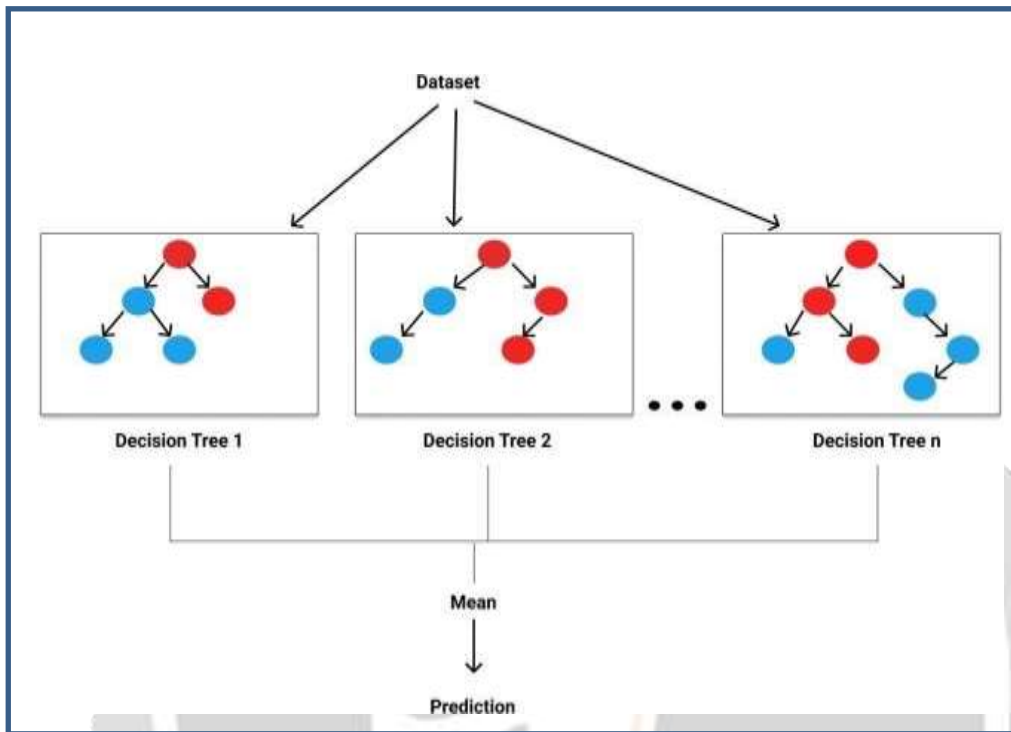 Dataset
Decision Tree 1
Decision Tree 2
Decision Tree n
Mean
Prediction